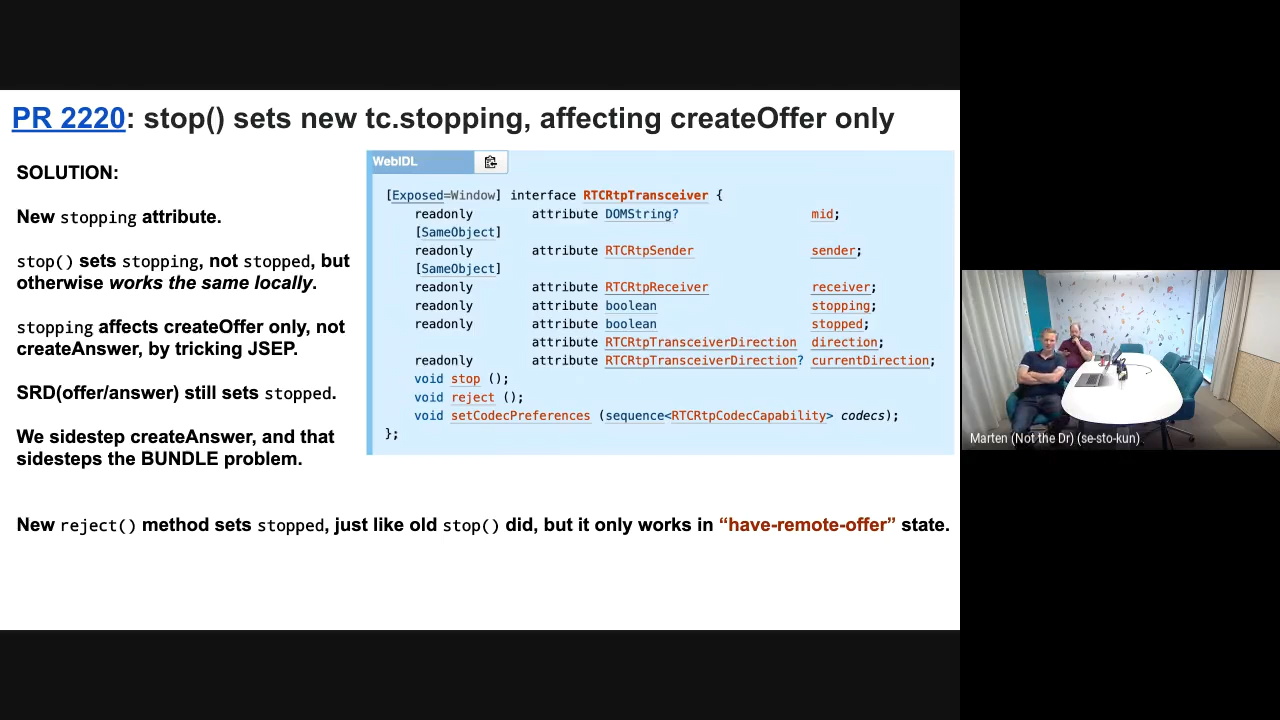 PR 2220: stop() sets new tc.stopping, affecting createOffer only
SOLUTION:
New stopping attribute.
stop() sets stopping, not stopped, but
otherwise works the same locally.
stopping affects createOffer only, not
createAnswer, by tricking JSEP.
SRD(offer/answer) still sets stopped.
We sidestep createAnswer, and that
sidesteps the BUNDLE problem.
WebIDL
[Exposed=Window] interface RTCRtpTransceiver {
readonly attribute DOMString? mid;
[SameObject]
readonly attribute RTCRtpSender sender;
[SameObject]
readonly attribute RTCRtpReceiver receiver;
readonly attribute boolean stopping;
readonly attribute boolean stopped;
attribute RTCRtpTransceiverDirection direction;
readonly attribute RTCRtpTransceiverDirection? currentDirection;
void stop ();
void reject ();
void setCodecPreferences (sequence<RTCRtpCodecCapability> codecs);
};
New reject() method sets stopped, just like old stop() did, but it only works in “have-remote-offer” state.
Marten (Not the Dr) (se-sto-kun)